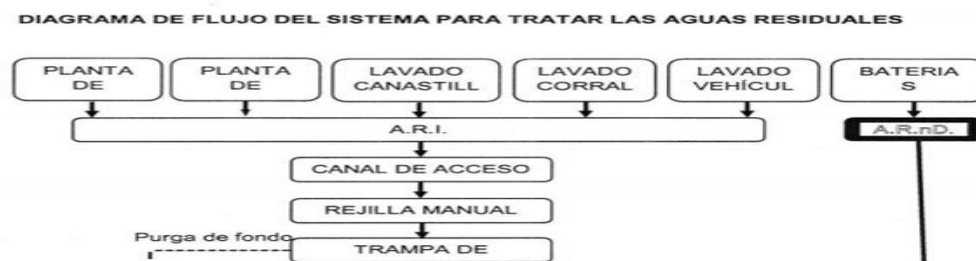 DIAGRAMA DE FLUJO DEL SISTEMA PARA TRATAR LAS AGUAS RESIDUALES
PLANTA
DE
PLANTA
DE
LAVADO
CANASTILL
LAVADO
CORRAL
LAVADO
VEHÍCUL
BATERIA
S
A.R.I.
A.R.nD.
CANAL DE ACCESO
REJILLA MANUAL
Purga de fondo
TRAMPA DE